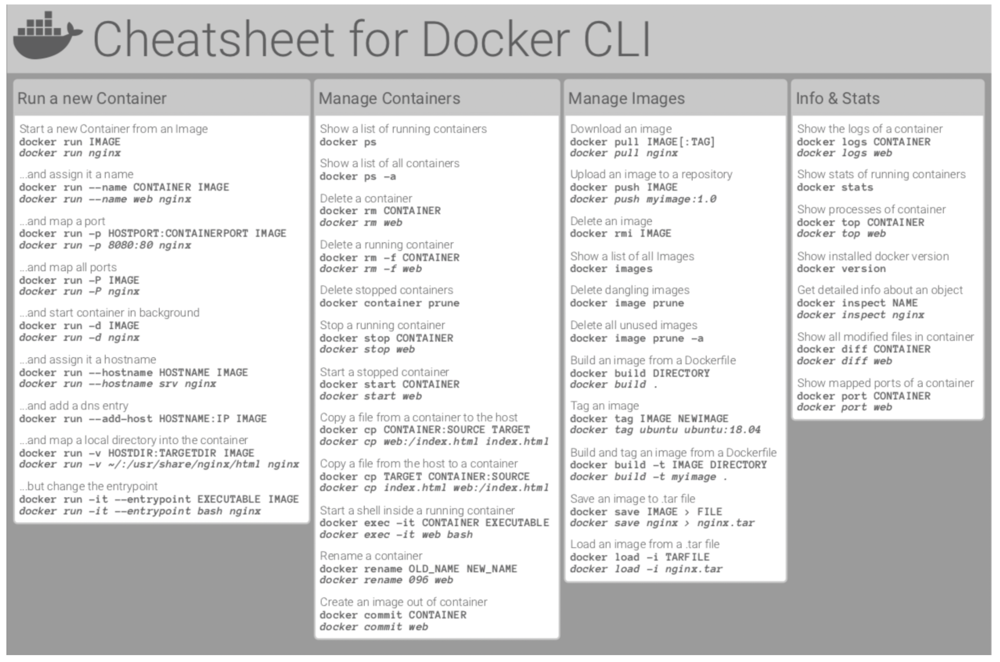 Cheatsheet for Docker CLI
Run a new Container
Start a new Container from an Image
docker run IMAGE
docker run nginx
...and assign it a name
docker run --name CONTAINER IMAGE
docker run --name web nginx
...and map a port
docker run -p HOSTPORT:CONTAINERPORT IMAGE
docker run -p 8080:80 nginx
...and map all ports
docker run -P IMAGE
docker run -P nginx
...and start container in background
docker run -d IMAGE
docker run -d nginx
...and assign it a hostname
docker run --hostname HOSTNAME IMAGE
docker run --hostname srv nginx
...and add a dns entry
docker run --add-host HOSTNAME:IP IMAGE
...and map a local directory into the container
docker run -v HOSTDIR:TARGETDIR IMAGE
docker run -v ~/:/usr/share/nginx/html nginx
...but change the entrypoint
docker run -it --entrypoint EXECUTABLE IMAGE
docker run -it --entrypoint bash nginx
Manage Containers
Show a list of running containers
docker ps
Show a list of all containers
docker ps -a
Delete a container
docker rm CONTAINER
docker rm web
Delete a running container
docker rm -f CONTAINER
docker rm -f web
Delete stopped containers
docker container prune
Stop a running container
docker stop CONTAINER
docker stop web
Start a stopped container
docker start CONTAINER
docker start web
Copy a file from a container to the host
docker cp CONTAINER:SOURCE TARGET
docker cp web:/index.html index.html
Copy a file from the host to a container
docker cp TARGET CONTAINER:SOURCE
docker cp index.html web:/index.html
Start a shell inside a running container
docker exec -it CONTAINER EXECUTABLE
docker exec -it web bash
Rename a container
docker rename OLD_NAME NEW_NAME
docker rename 096 web
Create an image out of container
docker commit CONTAINER
docker commit web
Manage Images
Download an image
docker pull IMAGE[:TAG]
docker pull nginx
Upload an image to a repository
docker push IMAGE
docker push myimage:1.0
Delete an image
docker rmi IMAGE
Show a list of all Images
docker images
Delete dangling images
docker image prune
Delete all unused images
docker image prune -a
Build an image from a Dockerfile
docker build DIRECTORY
docker build .
Tag an image
docker tag IMAGE NEWIMAGE
docker tag ubuntu ubuntu:18.04
Build and tag an image from a Dockerfile
docker build -t IMAGE DIRECTORY
docker build -t myimage .
Save an image to .tar file
docker save IMAGE > FILE
docker save nginx > nginx.tar
Load an image from a .tar file
docker load -i TARFILE
docker load -i nginx.tar
Info & Stats
Show the logs of a container
docker logs CONTAINER
docker logs web
Show stats of running containers
docker stats
Show processes of container
docker top CONTAINER
docker top web
Show installed docker version
docker version
Get detailed info about an object
docker inspect NAME
docker inspect nginx
Show all modified files in container
docker diff CONTAINER
docker diff web
Show mapped ports of a container
docker port CONTAINER
docker port web